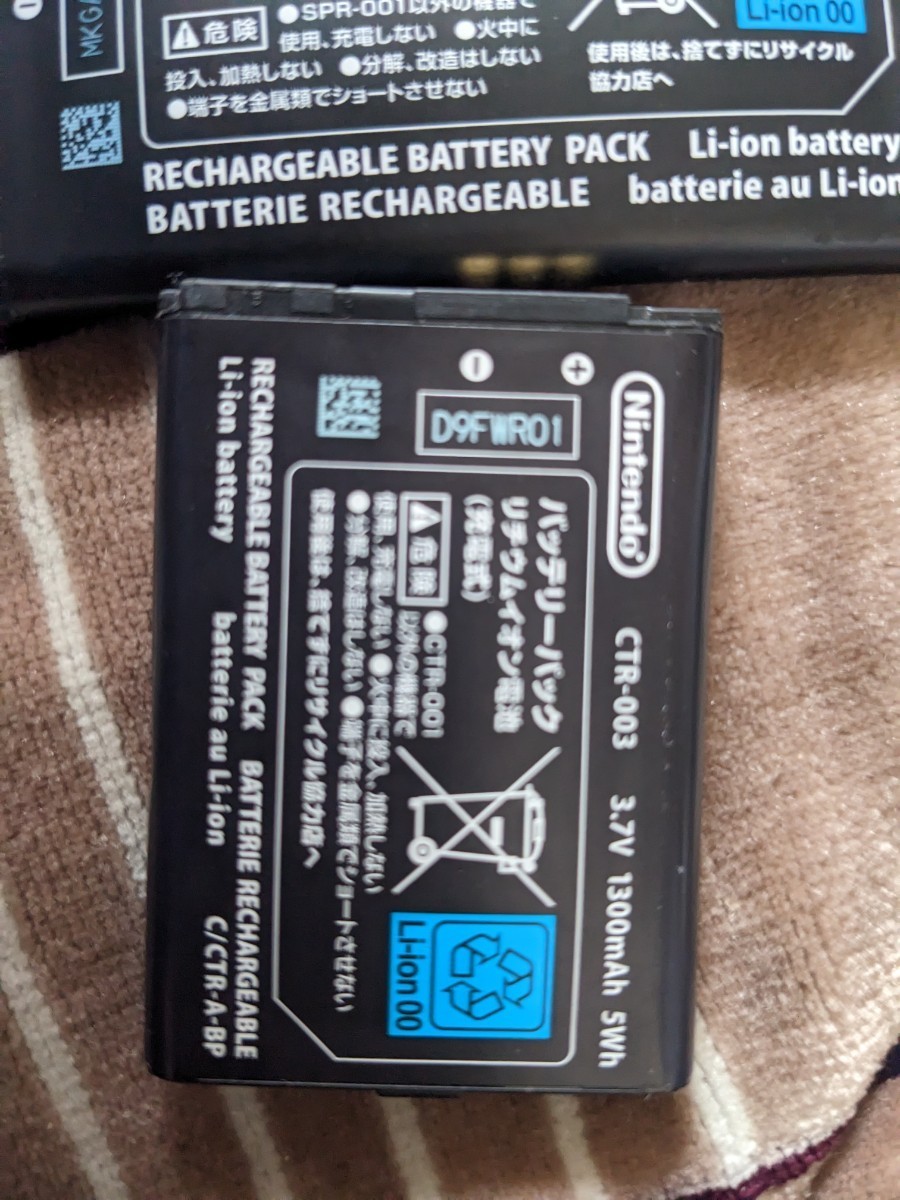 MKGA
危険
●SPR-001以外の機器で
使用、充電しない ●火中に
投入、加熱しない ●分解、改造はしない
●端子を金属類でショートさせない
Li-ion 00
使用後は、捨てずにリサイクル
協力店へ
RECHARGEABLE BATTERY PACK Li-ion battery
BATTERIE RECHARGEABLE batterie au Li-ion
Nintendo CTR-003 3.7V 1300mAh 5Wh
D9FWR01
バッテリーパック
リチウムイオン電池
(充電式)
危険 ●CTR-001
以外の機器で
使用、充電しない ●火中に投入、加熱しない
●分解、改造はしない ●端子を金属類でショートさせない
使用後は、捨てずにリサイクル協力店へ
Li-ion 00
RECHARGEABLE BATTERY PACK BATTERIE RECHARGEABLE
Li-ion battery batterie au Li-ion C/CTR-A-BP